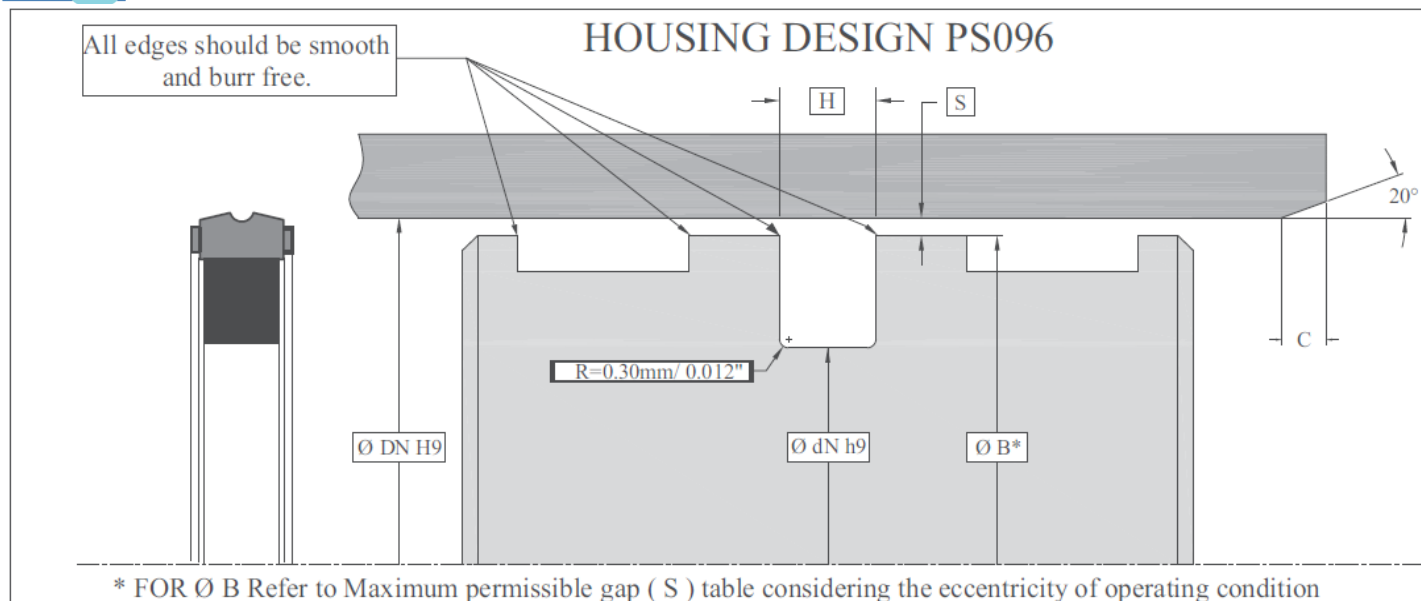 HOUSING DESIGN PS096
All edges should be smooth
and burr free.
H
S
20°
C
R=0.30mm/ 0.012"
Ø DN H9
Ø dN h9
Ø B*
* FOR Ø B Refer to Maximum permissible gap ( S ) table considering the eccentricity of operating condition